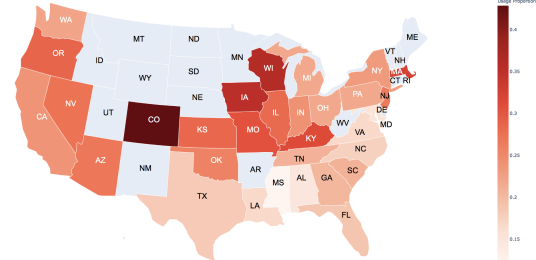 Usage Proportion
WA
ME
MT
ND
VT
0.4
OR
MN
NH
ID
WI
NY
MA
SD
MI
CT RI
WY
0.35
IA
PA
NJ
NE
OH
DE
NV
IL
IN
0.3
UT
CO
MD
CA
WV
KS
MO
KY
VA
0.25
NC
TN
AZ
OK
NM
AR
SC
0.2
MS
AL
GA
TX
LA
FL
0.15